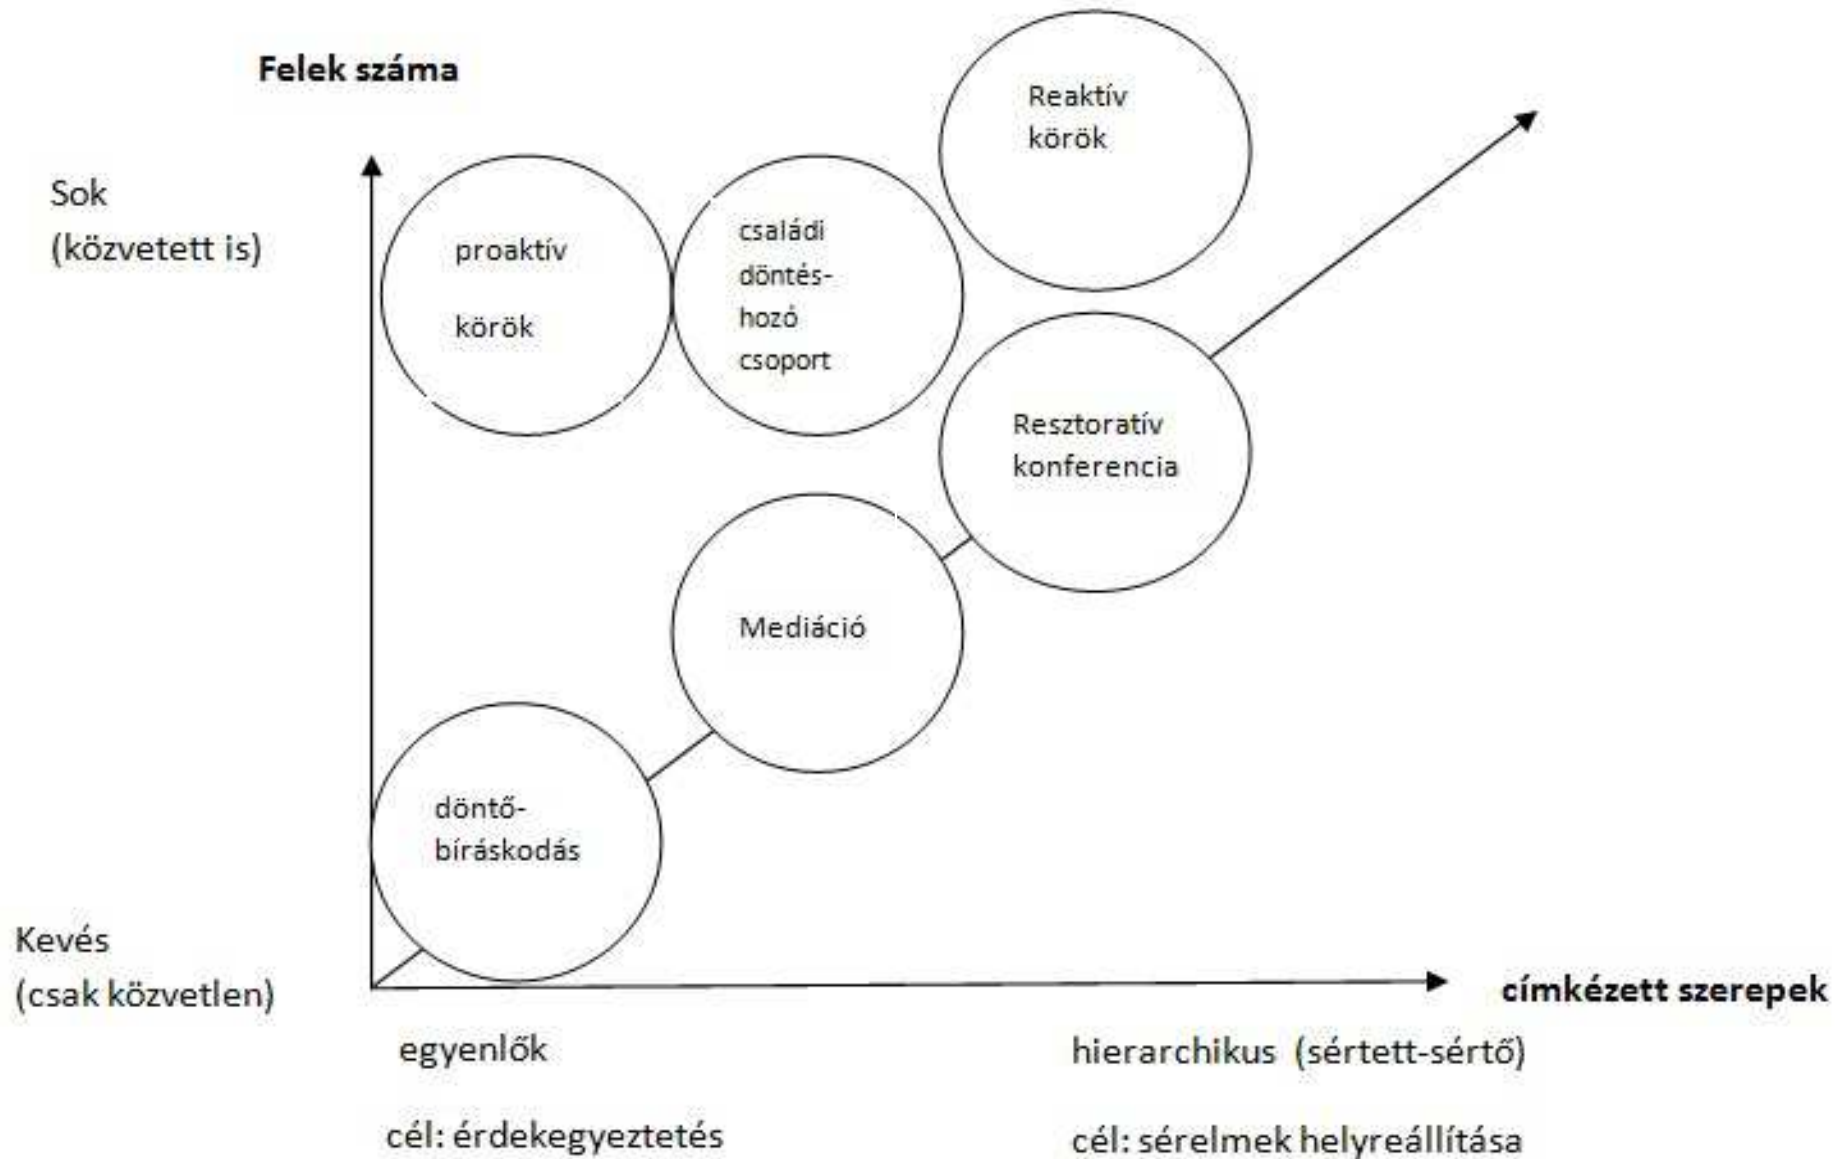 Felek száma
Sok
(közvetett is)
proaktív
körök
családi
döntés-
hozó
csoport
Reaktív
körök
Resztoratív
konferencia
Mediáció
döntő-
bíráskodás
Kevés
(csak közvetlen)
címkézett szerepek
egyenlők
hierarchikus (sértett-sértő)
cél: érdekegyeztetés
cél: sérelmek helyreállítása